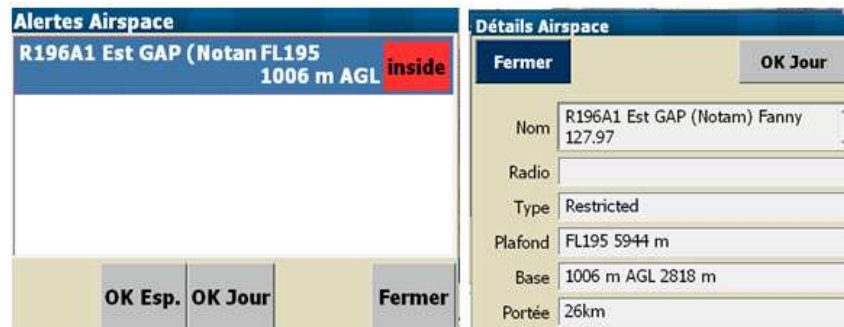 Alertes Airspace
R196A1 Est GAP (Notan FL195
1006 m AGL
inside
OK Esp.
OK Jour
Fermer
Détails Airspace
Fermer
OK Jour
Nom
R196A1 Est GAP (Notam) Fanny
127.97
Radio
Type
Restricted
Plafond
FL195 5944 m
Base
1006 m AGL 2818 m
Portée
26km